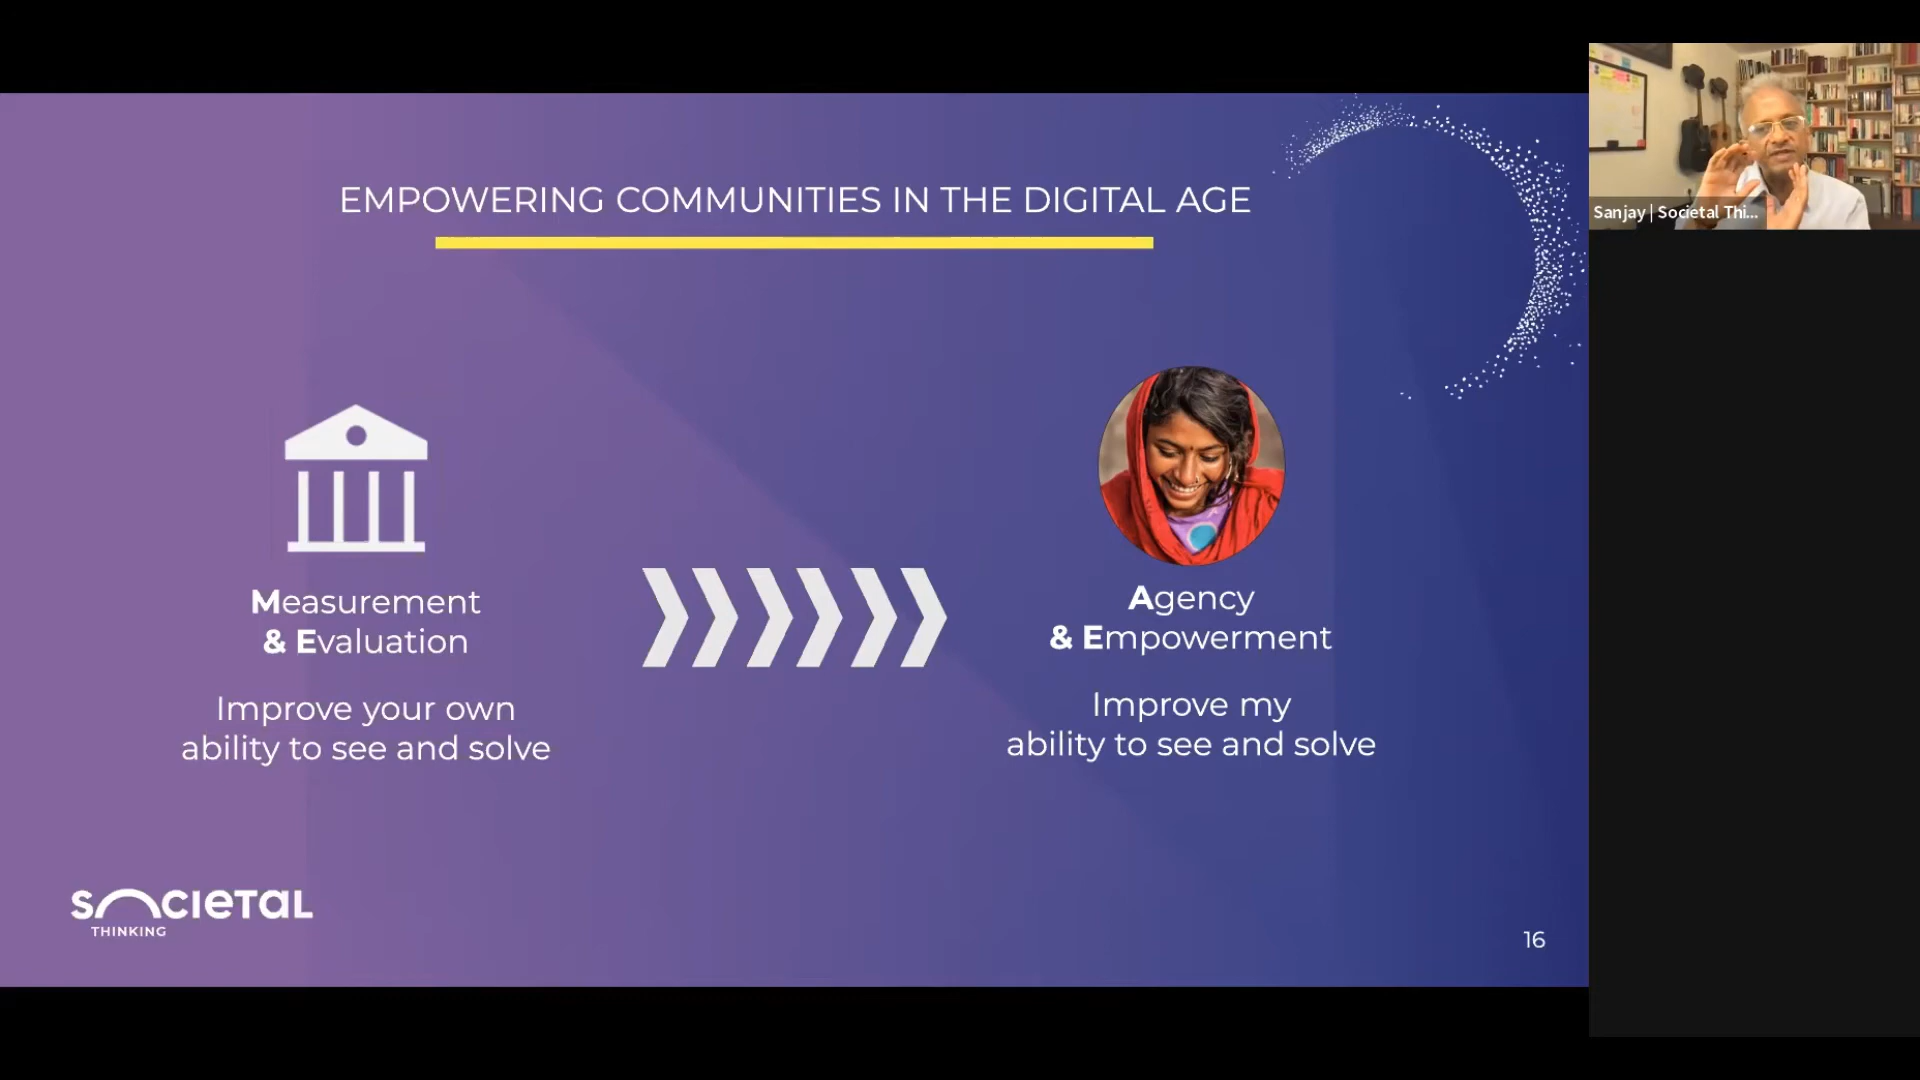 EMPOWERING COMMUNITIES IN THE DIGITAL AGE
Measurement
& Evaluation
Improve your own
ability to see and solve
Agency
& Empowerment
Improve my
ability to see and solve
SOCIETAL
THINKING
16
Sanjay | Societal Thi...